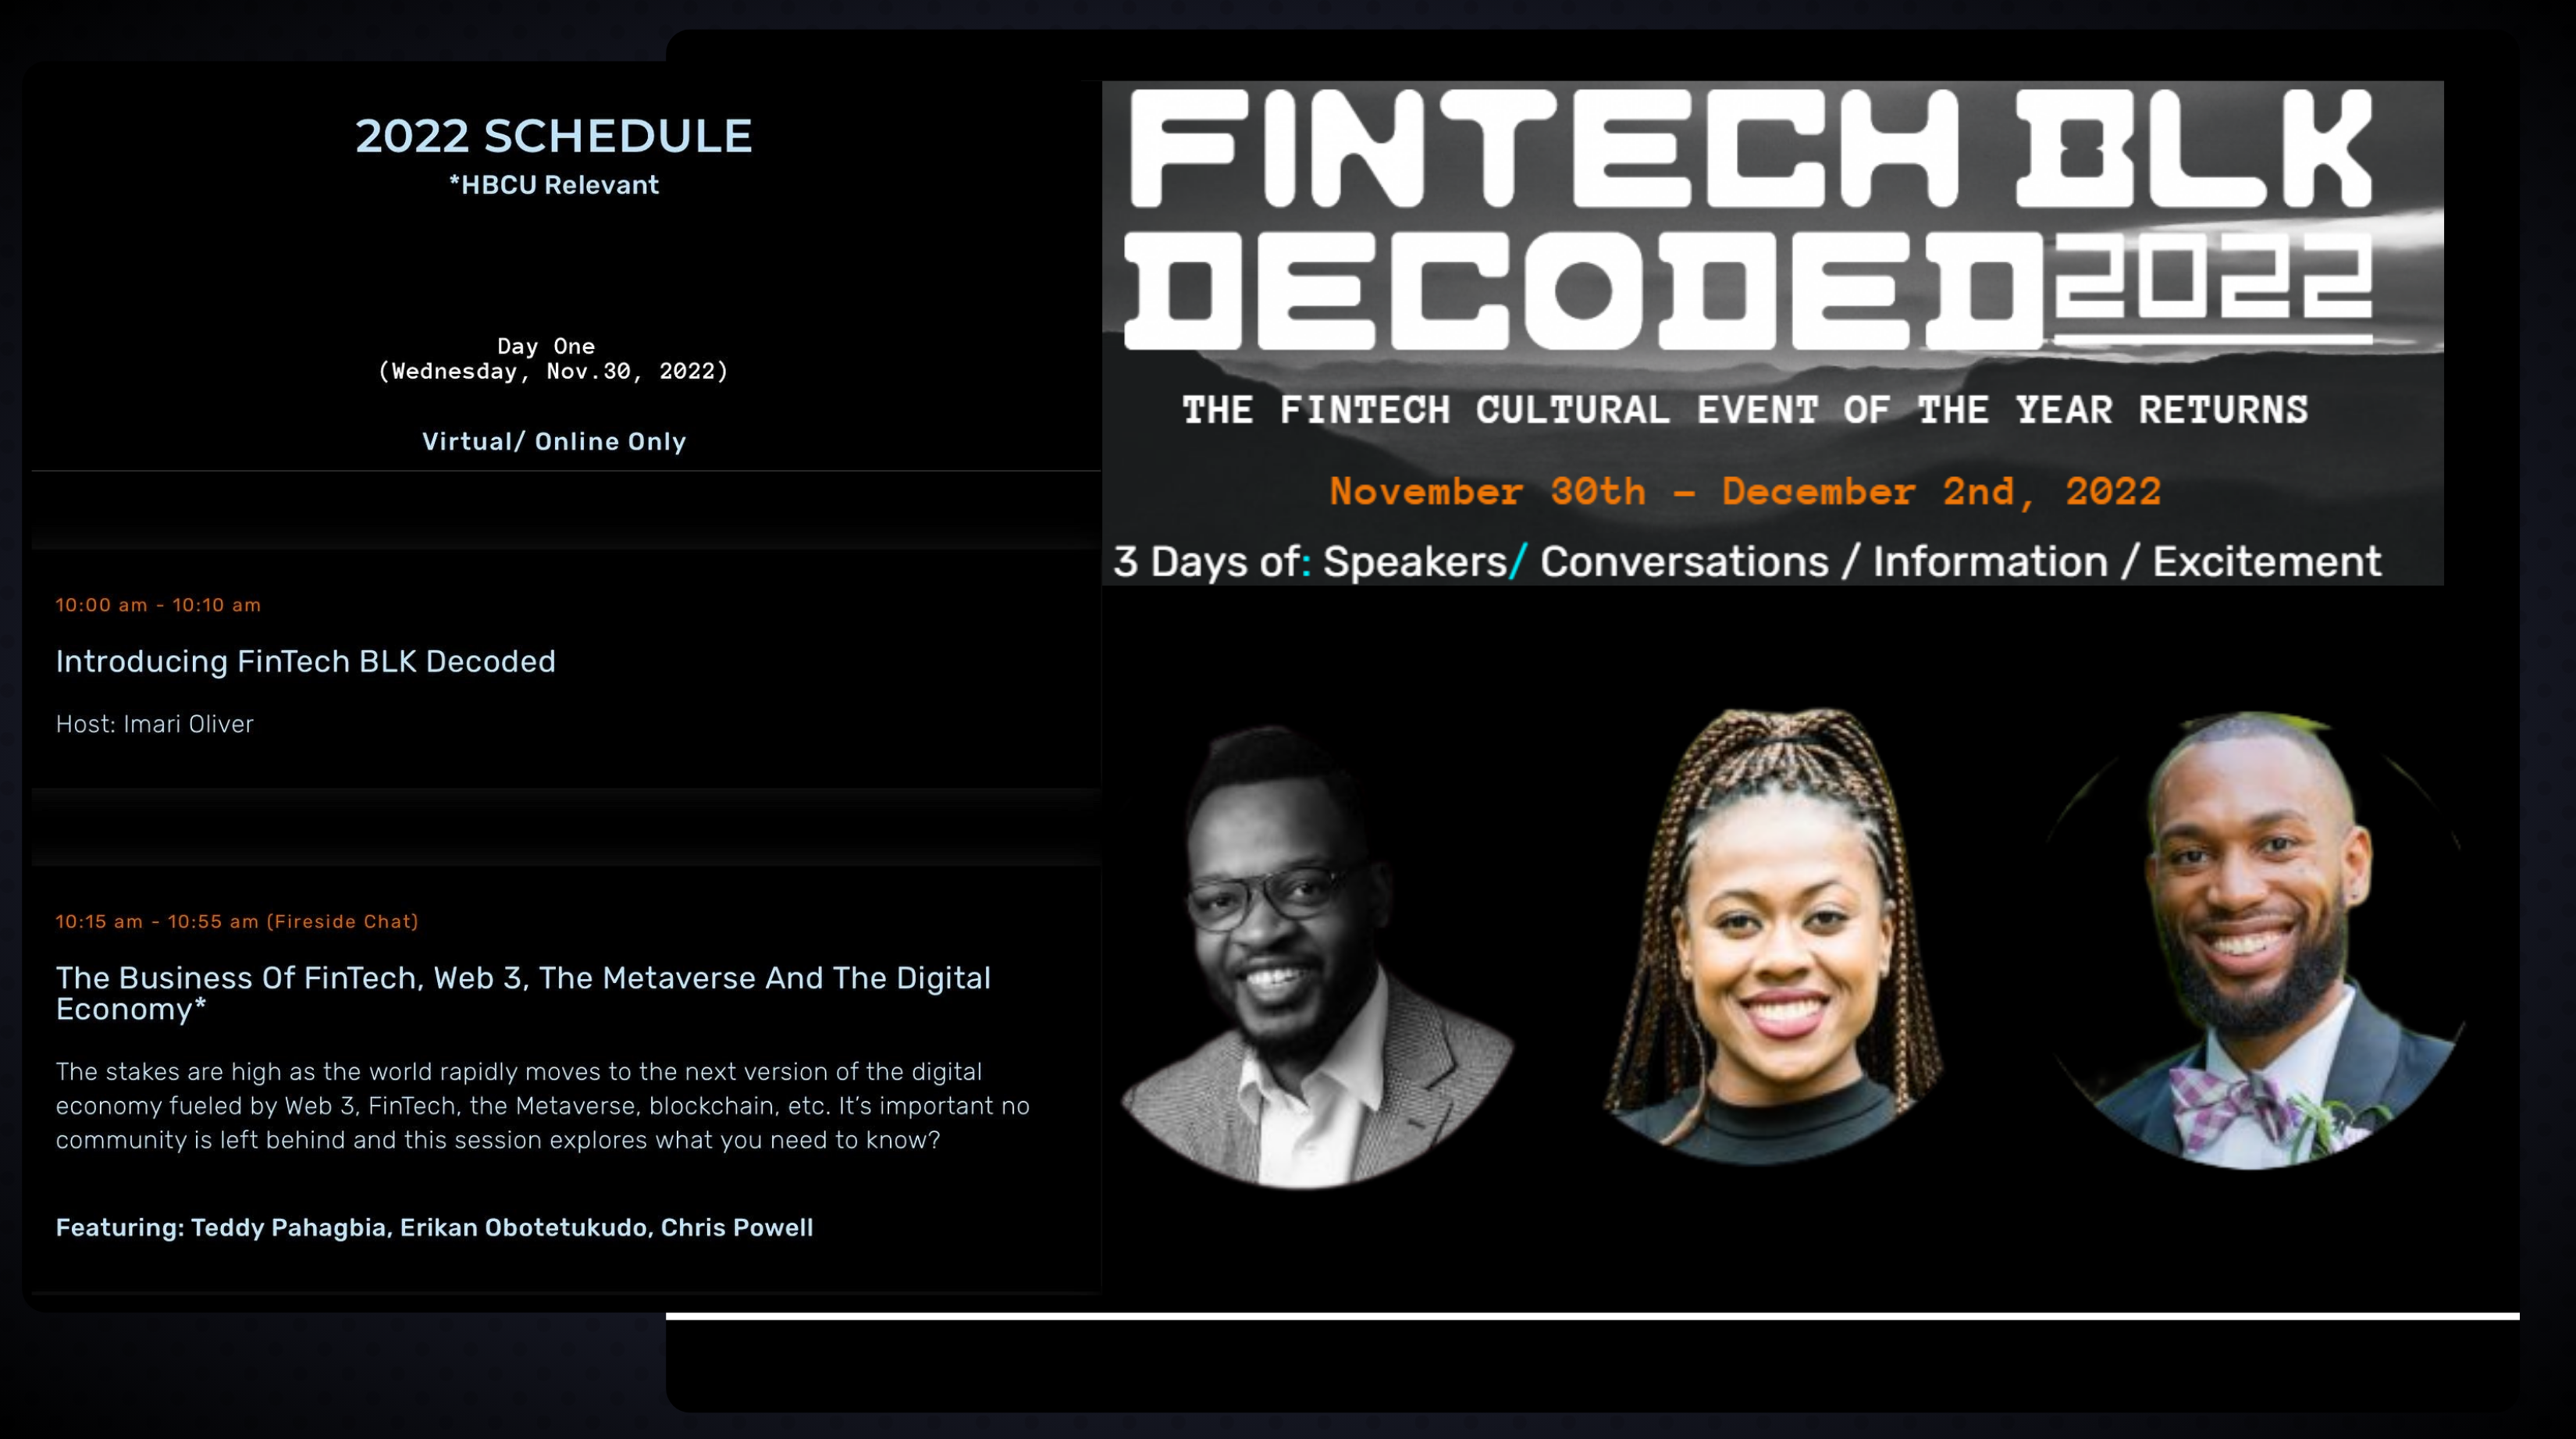 2022 SCHEDULE
*HBCU Relevant
Day One
(Wednesday, Nov.30, 2022)
Virtual/ Online Only
10:00 am - 10:10 am
Introducing FinTech BLK Decoded
Host: Imari Oliver
10:15 am - 10:55 am (Fireside Chat)
The Business Of FinTech, Web 3, The Metaverse And The Digital
Economy*
The stakes are high as the world rapidly moves to the next version of the digital
economy fueled by Web 3, FinTech, the Metaverse, blockchain, etc. It’s important no
community is left behind and this session explores what you need to know?
Featuring: Teddy Pahagbia, Erikan Obotetukudo, Chris Powell
FINTECH BLK
DECODED2022
THE FINTECH CULTURAL EVENT OF THE YEAR RETURNS
November 30th – December 2nd, 2022
3 Days of: Speakers/ Conversations / Information / Excitement